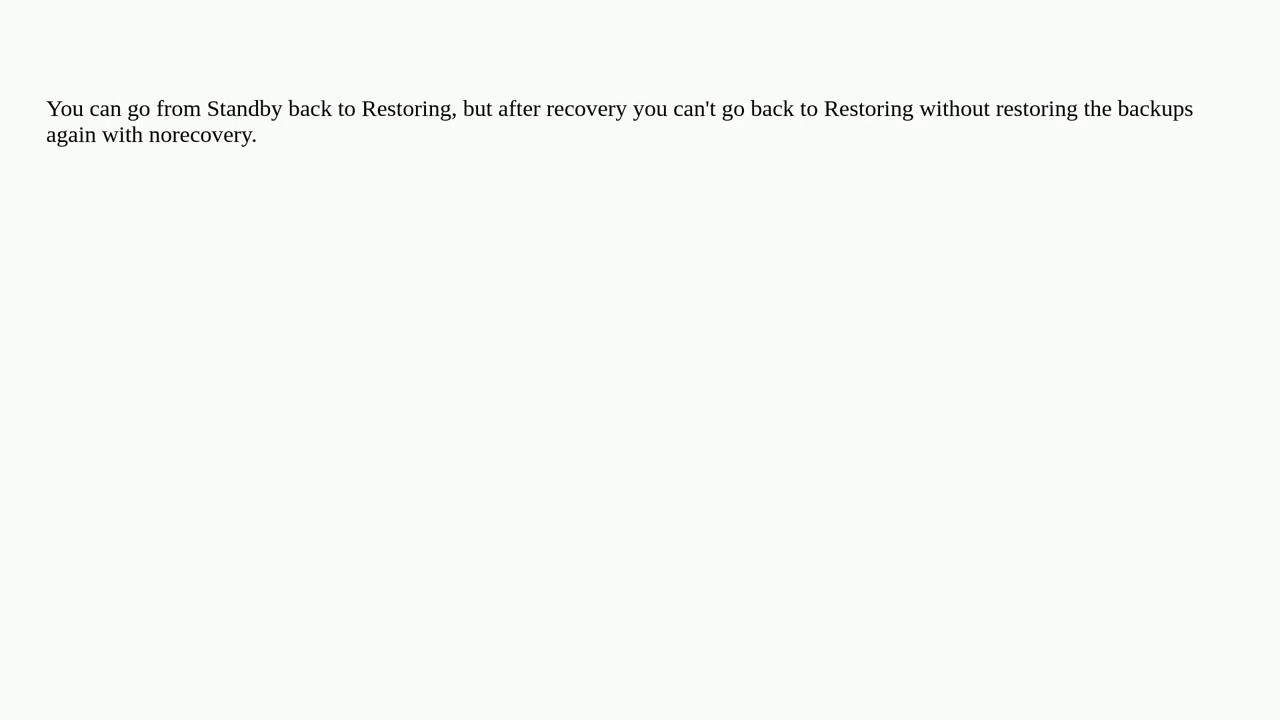 You can go from Standby back to Restoring, but after recovery you can't go back to Restoring without restoring the backups
again with norecovery.